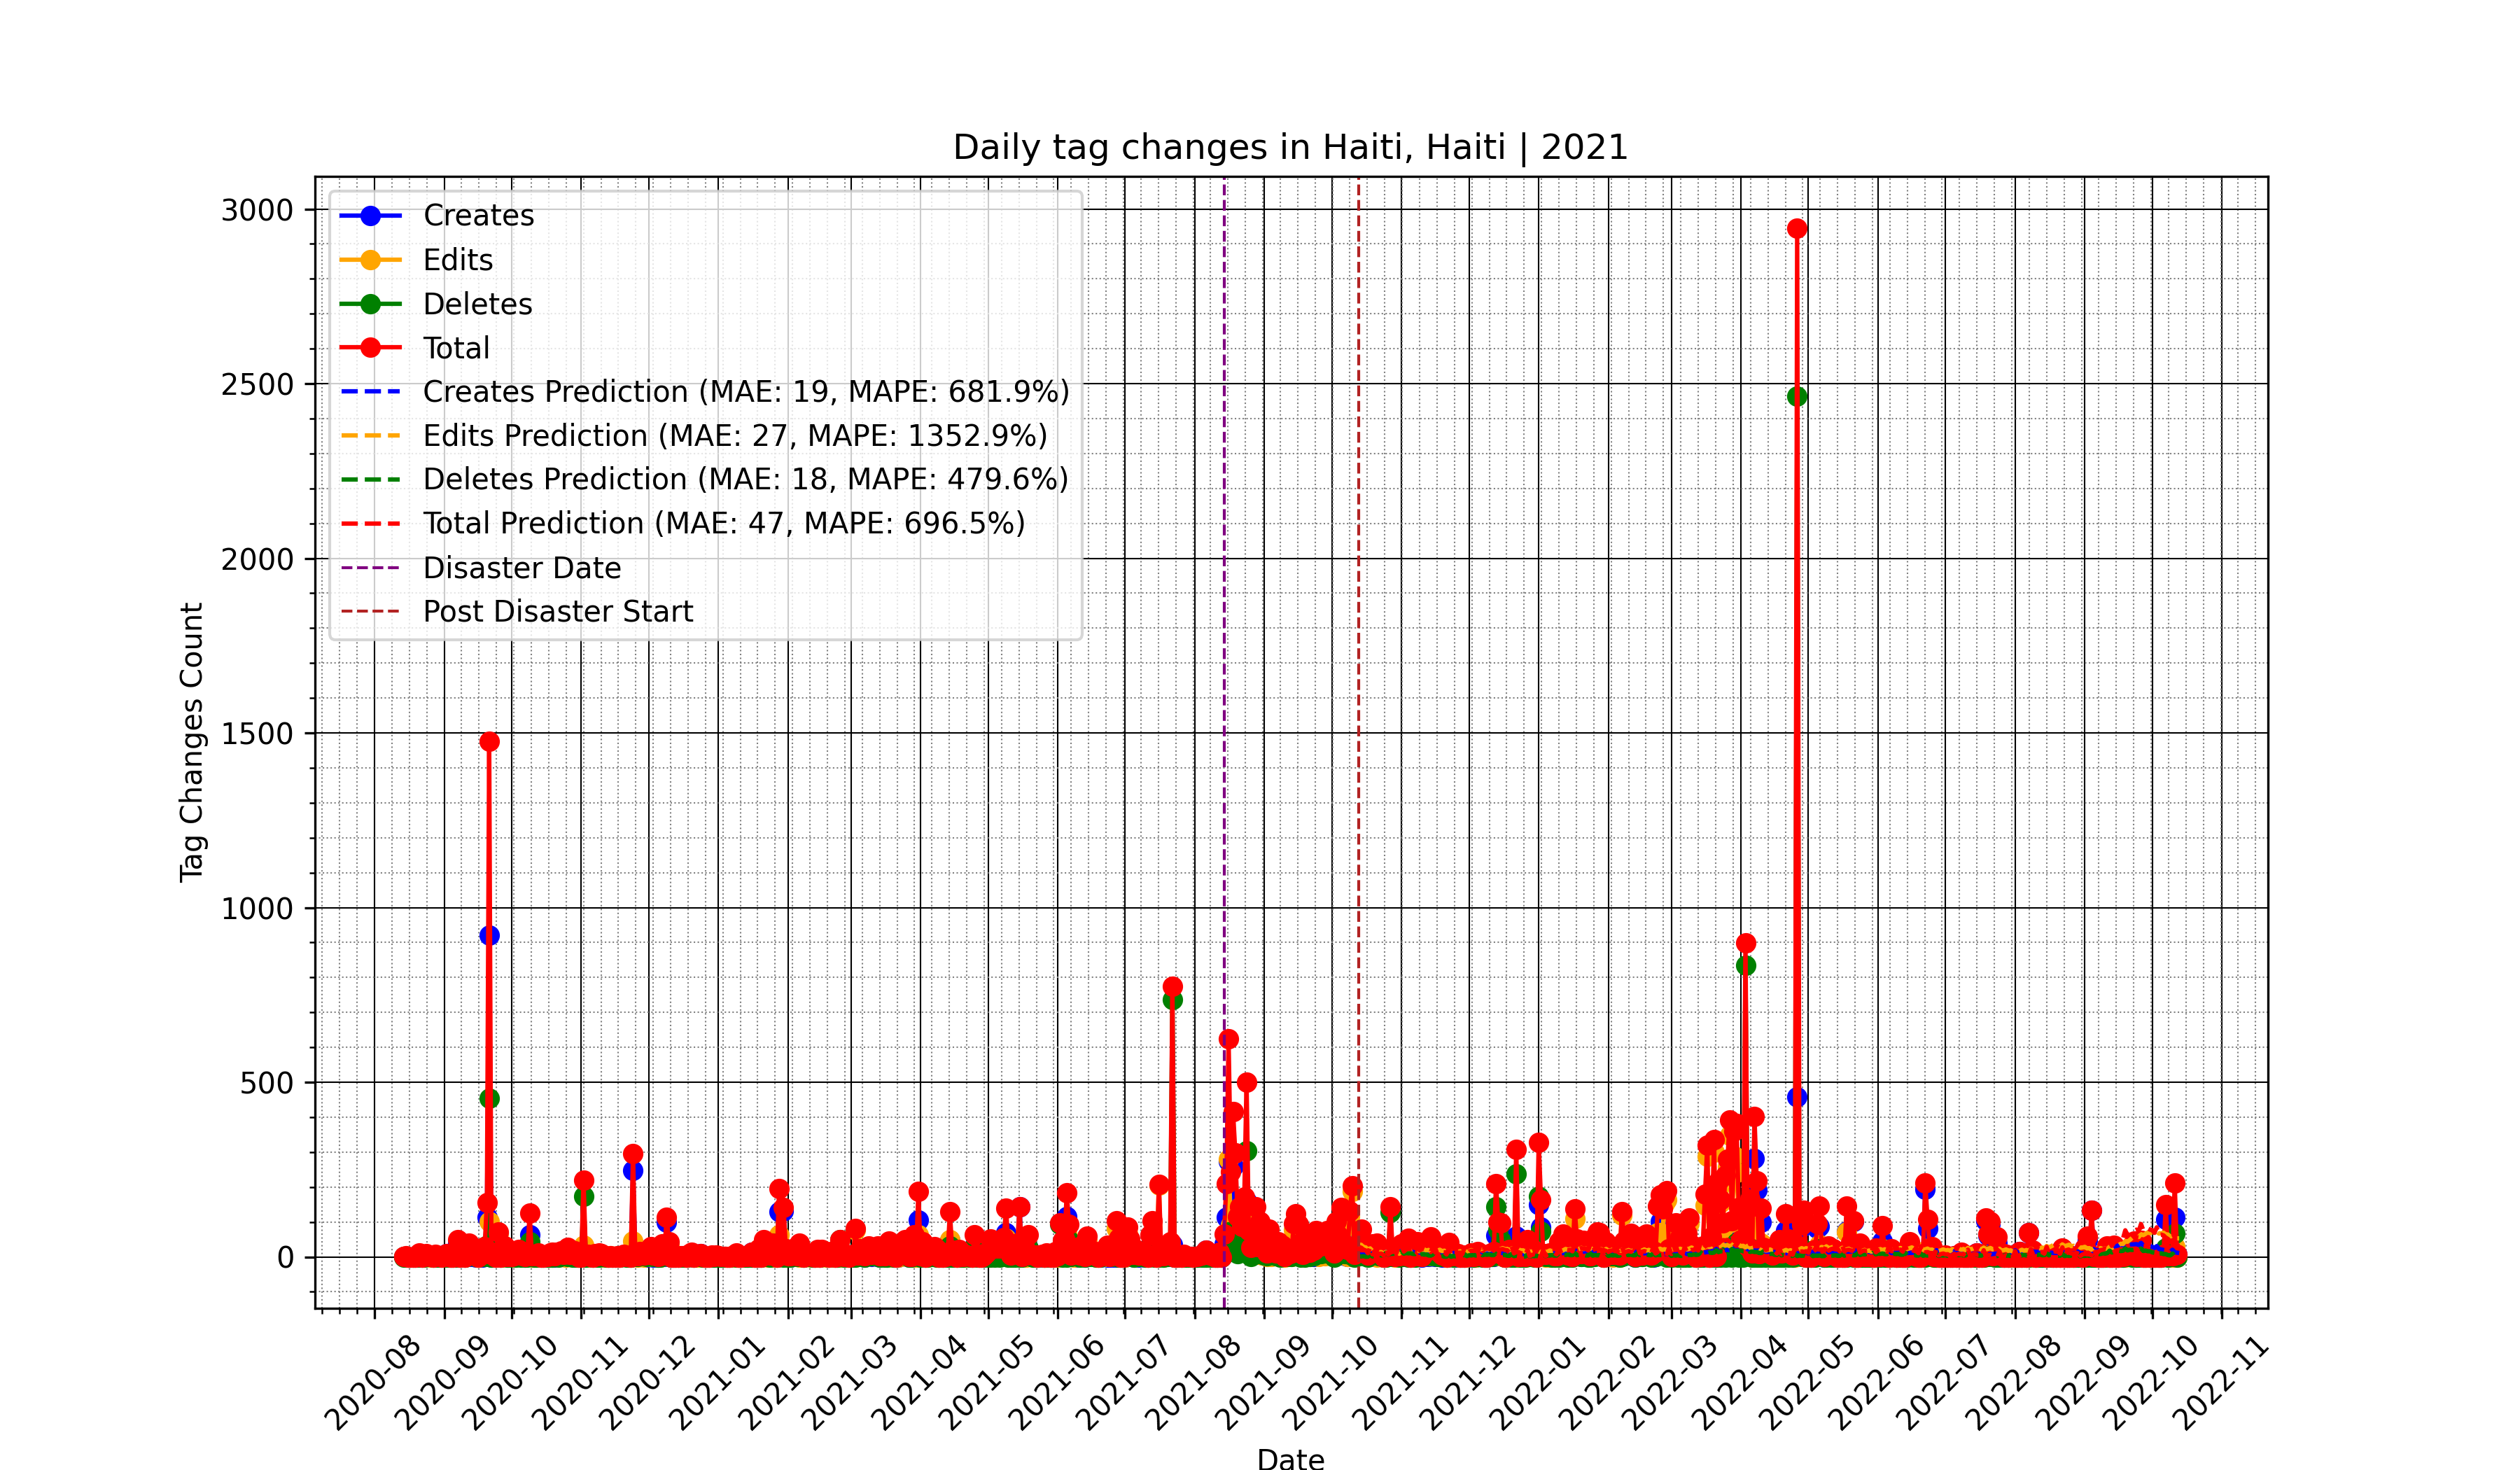 Daily tag changes in Haiti, Haiti | 2021
3000
2500
2000
1500
1000
500
0
Tag Changes Count
Creates
Edits
Deletes
Total
Creates Prediction (MAE: 19, MAPE: 681.9%)
Edits Prediction (MAE: 27, MAPE: 1352.9%)
Deletes Prediction (MAE: 18, MAPE: 479.6%)
Total Prediction (MAE: 47, MAPE: 696.5%)
Disaster Date
Post Disaster Start
2020-08
2020-09
2020-10
2020-11
2020-12
2021-01
2021-02
2021-03
2021-04
2021-05
2021-06
2021-07
2021-08
2021-09
2021-10
2021-11
2021-12
2022-01
2022-02
2022-03
2022-04
2022-05
2022-06
2022-07
2022-08
2022-09
2022-10
2022-11
Date